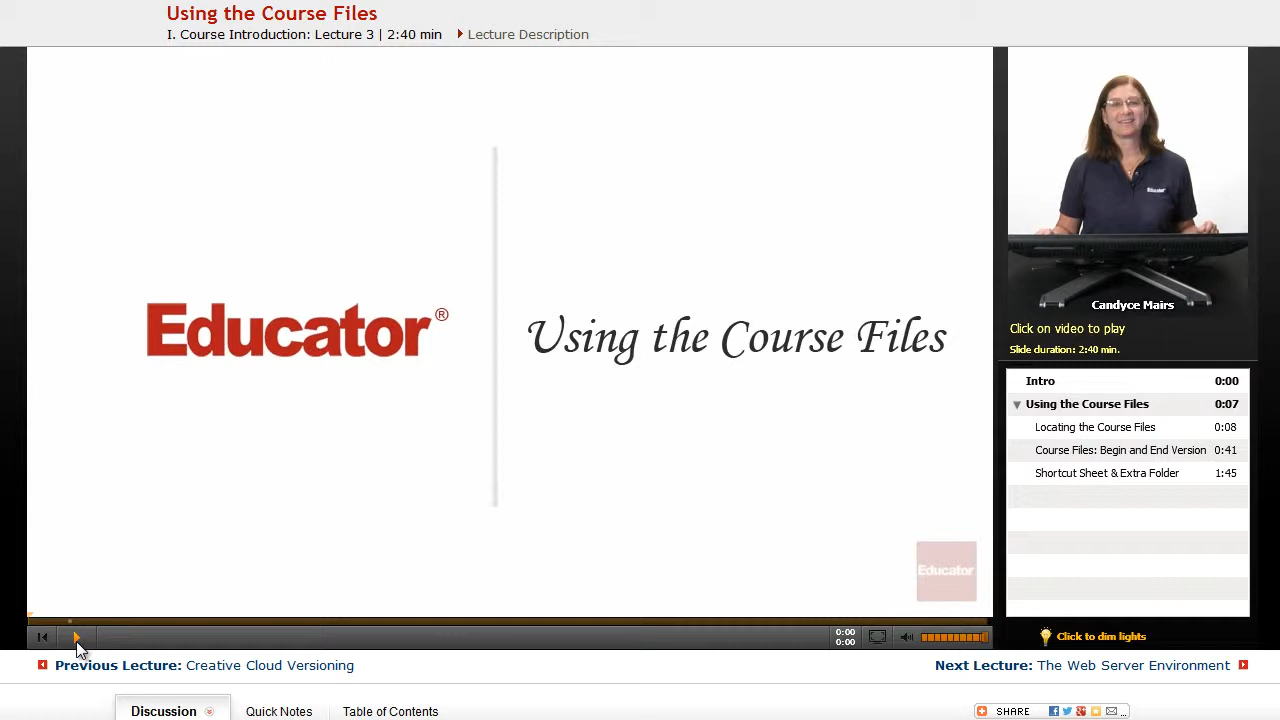 Using the Course Files
I. Course Introduction: Lecture 3 | 2:40 min
Lecture Description
Educator®
Using the Course Files
Educator
Educator
Candyce Mairs
Click on video to play
Slide duration: 2:40 min.
Intro 0:00
Using the Course Files 0:07
Locating the Course Files 0:08
Course Files: Begin and End Version 0:41
Shortcut Sheet & Extra Folder 1:45
0:00
0:00
Click to dim lights
Previous Lecture: Creative Cloud Versioning
Next Lecture: The Web Server Environment
Discussion
Quick Notes
Table of Contents
SHARE